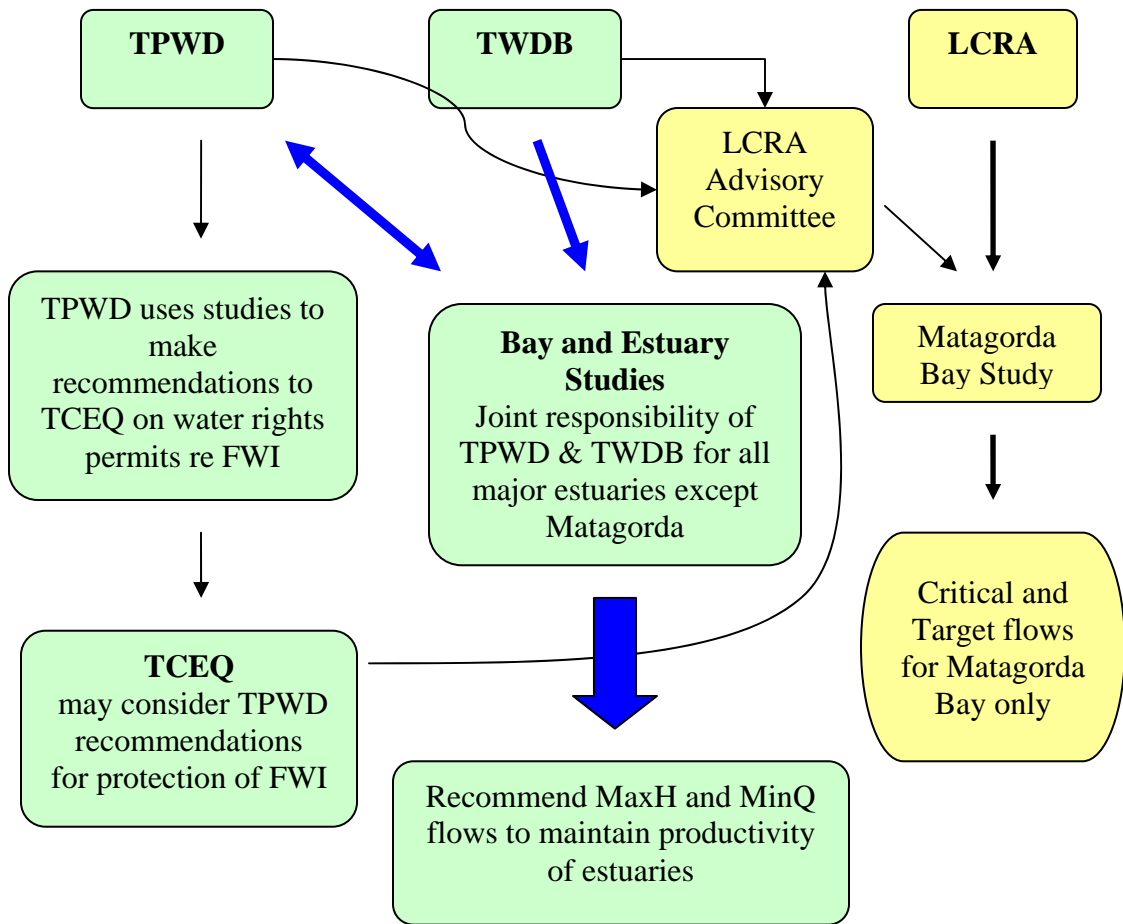 TPWD
TWDB
LCRA
LCRA
Advisory
Committee
TPWD uses studies to
make
recommendations to
TCEQ on water rights
permits re FWI
Bay and Estuary
Studies
Joint responsibility of
TPWD & TWDB for all
major estuaries except
Matagorda
Matagorda
Bay Study
Critical and
Target flows
for Matagorda
Bay only
TCEQ
may consider TPWD
recommendations
for protection of FWI
Recommend MaxH and MinQ
flows to maintain productivity
of estuaries